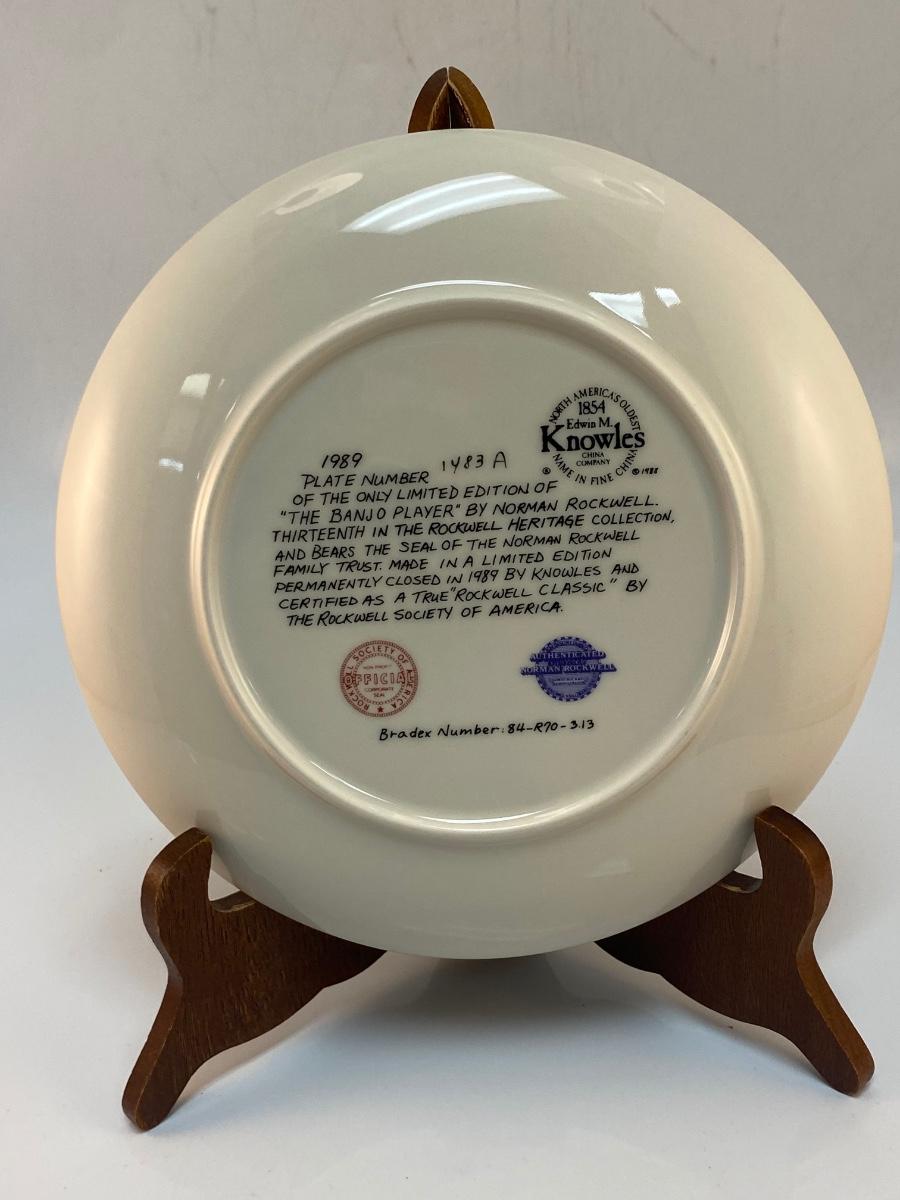 NORTH AMERICA'S OLDEST
1854
Edwin M.
Knowles
CHINA
COMPANY
NAME IN FINE CHINA
® © 1988
1989
PLATE NUMBER 1483 A
OF THE ONLY LIMITED EDITION OF
"THE BANJO PLAYER" BY NORMAN ROCKWELL.
THIRTEENTH IN THE ROCKWELL HERITAGE COLLECTION,
AND BEARS THE SEAL OF THE NORMAN ROCKWELL
FAMILY TRUST. MADE IN A LIMITED EDITION
PERMANENTLY CLOSED IN 1989 BY KNOWLES AND
CERTIFIED AS A TRUE "ROCKWELL CLASSIC" BY
THE ROCKWELL SOCIETY OF AMERICA.
ROCKWELL SOCIETY OF AMERICA
NON-PROFIT
OFFICIAL
CORPORATE
SEAL
AUTHENTICATED
NORMAN ROCKWELL
Bradex Number: 84-R70-3.13